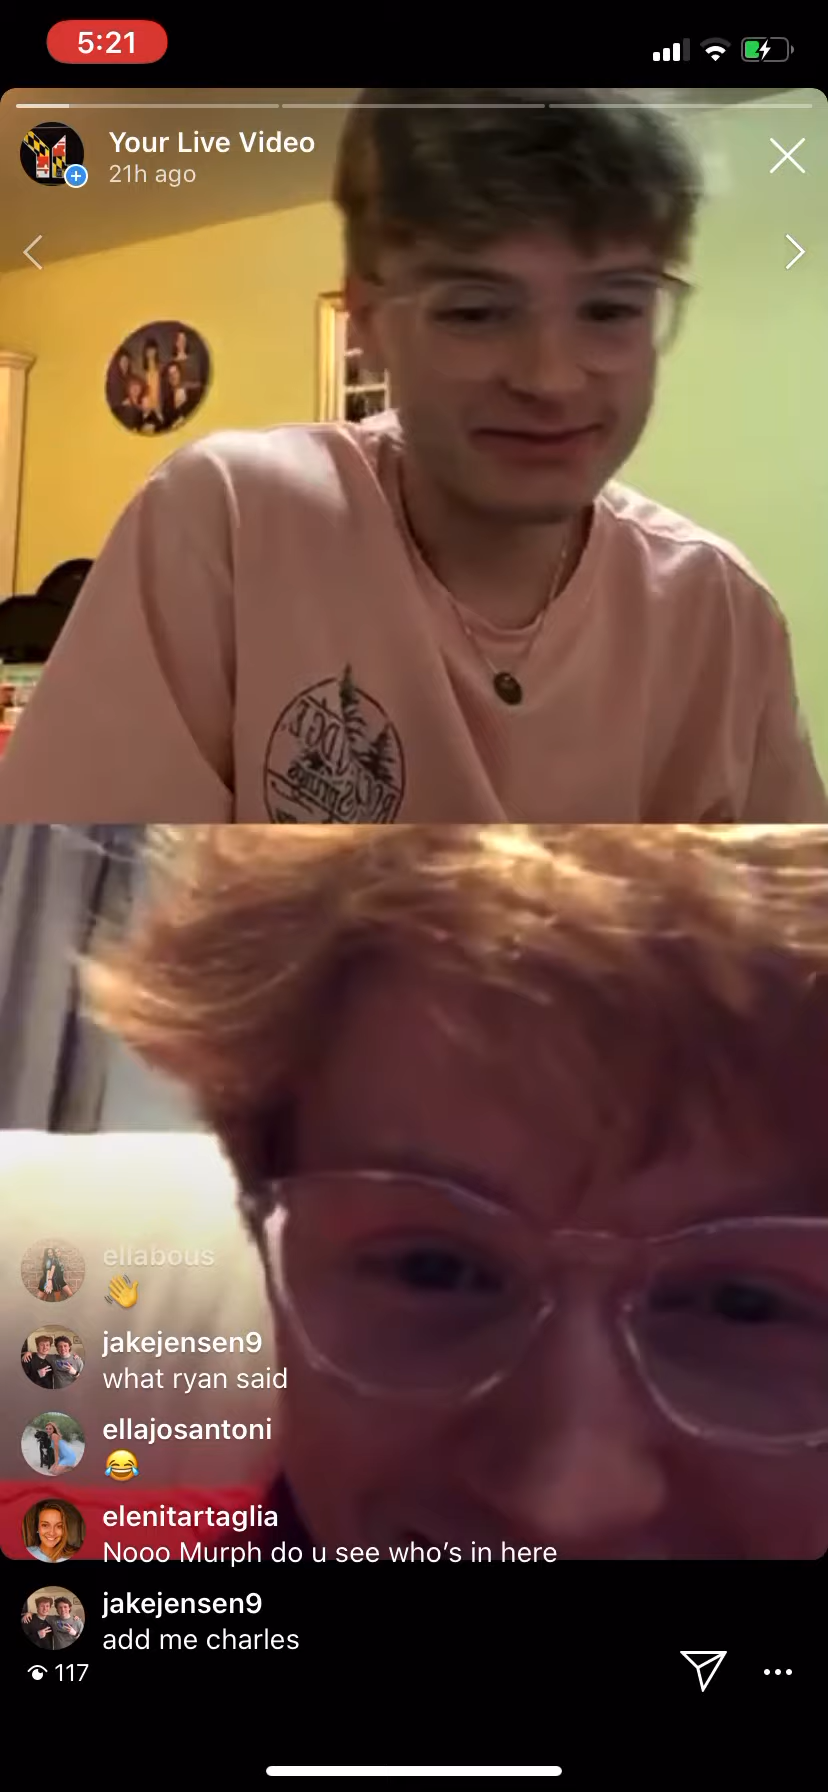 5:21
Your Live Video
21h ago
ellabous
👋
jakejensen9
what ryan said
ellajosantoni
😂
elenitartaglia
Nooo Murph do u see who's in here
jakejensen9
add me charles
117